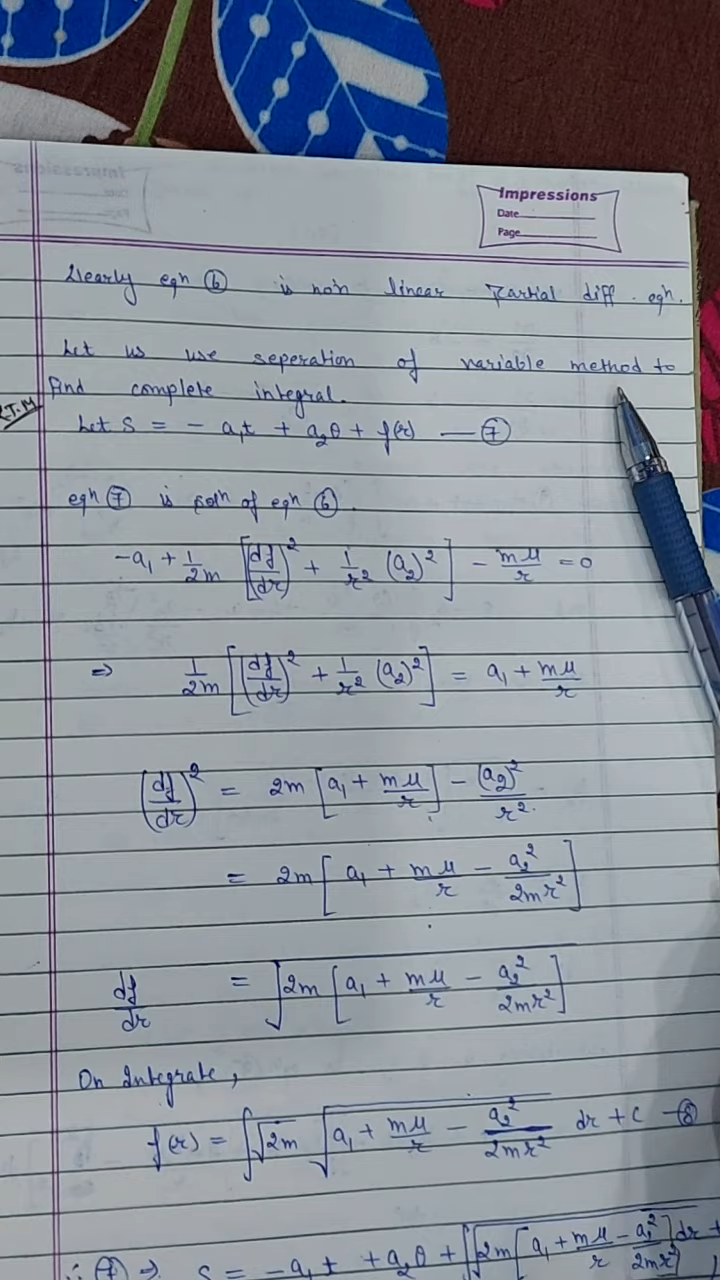 Impressions
Date
Page
Clearly eqn ⑥ is non linear Partial diff. eqn.
Let us use seperation of variable method to
find complete integral.
Let S = - a₁t + a₂θ + f(r) — ⑦
eqn ⑦ is soln of eqn ⑥.
-a₁ + 1/2m [(df/dr)² + 1/r² (a₂)²] - mμ/r = 0
⇒ 1/2m [(df/dr)² + 1/r² (a₂)²] = a₁ + mμ/r
(df/dr)² = 2m [a₁ + mμ/r] - (a₂)²/r².
= 2m [a₁ + mμ/r - a₂²/2mr²]
df/dr = √(2m [a₁ + mμ/r - a₂²/2mr²])
On Integrate,
f(r) = ∫√2m √(a₁ + mμ/r - a₂²/2mr²) dr + c —⑧
∴ ⑦ ⇒ S = -a₁t + a₂θ + ∫√(2m[a₁ + mμ/r - a₂²/2mr²]) dr +